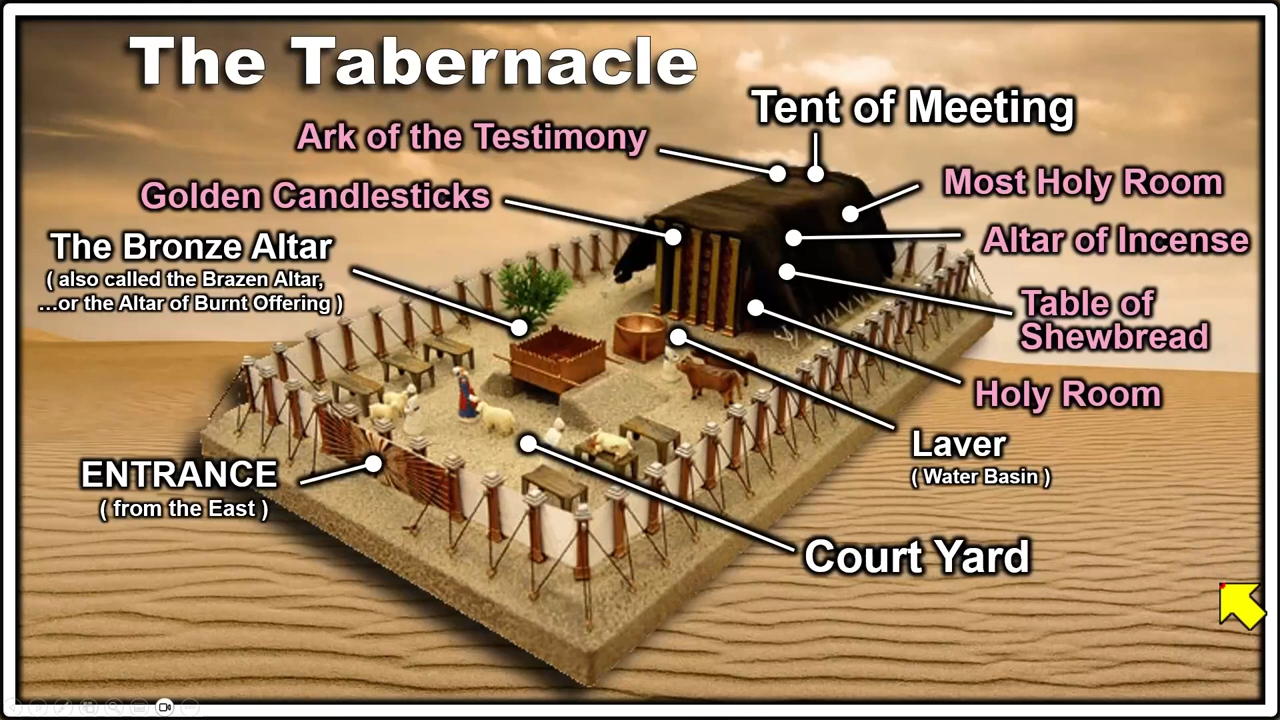 The Tabernacle
Tent of Meeting
Ark of the Testimony
Most Holy Room
Golden Candlesticks
Altar of Incense
The Bronze Altar
( also called the Brazen Altar,
...or the Altar of Burnt Offering )
Table of
Shewbread
Holy Room
Laver
( Water Basin )
ENTRANCE
( from the East )
Court Yard